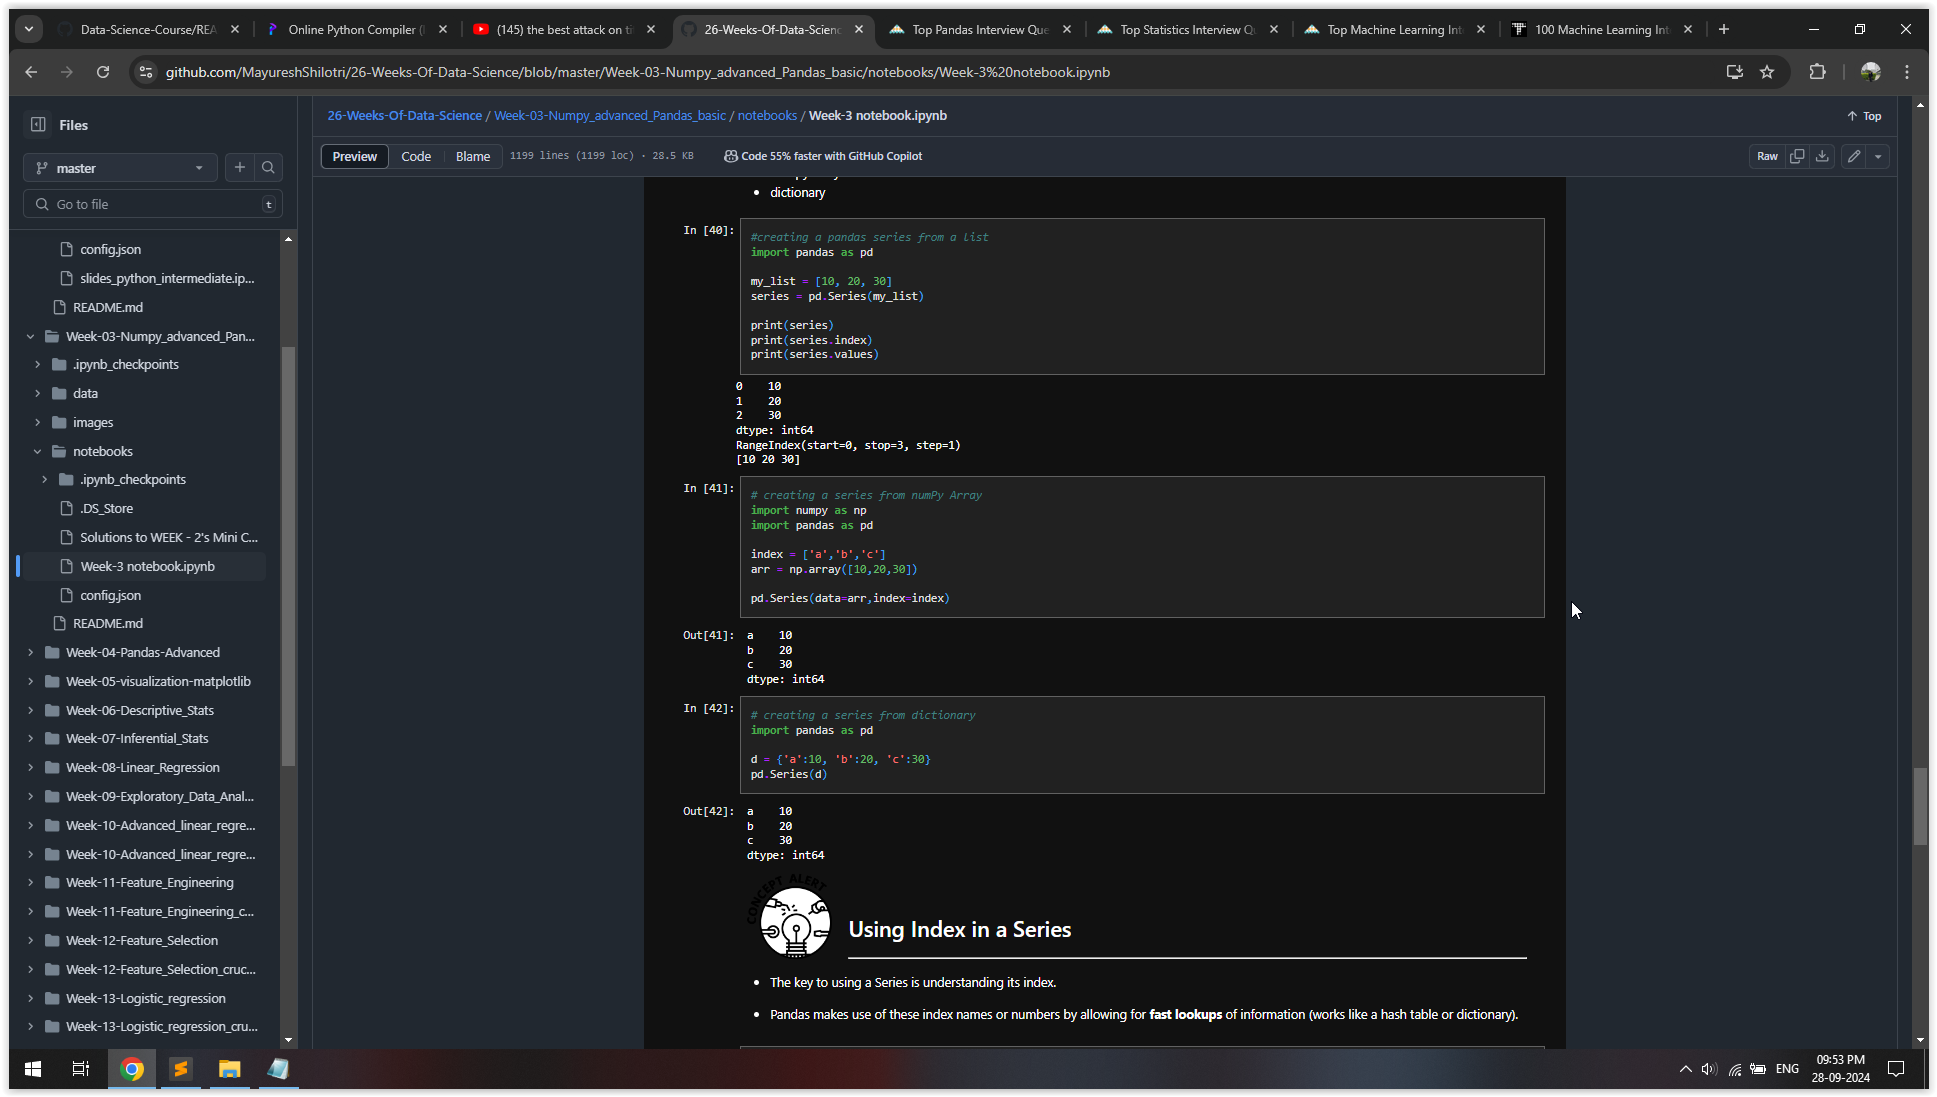 Data-Science-Course/REA
Online Python Compiler (I
(145) the best attack on ti
26-Weeks-Of-Data-Scienc
Top Pandas Interview Que
Top Statistics Interview Q
Top Machine Learning Int
100 Machine Learning Int
github.com/MayureshShilotri/26-Weeks-Of-Data-Science/blob/master/Week-03-Numpy_advanced_Pandas_basic/notebooks/Week-3%20notebook.ipynb
Files
master
Go to file
t
config.json
slides_python_intermediate.ip...
README.md
Week-03-Numpy_advanced_Pan...
.ipynb_checkpoints
data
images
notebooks
.ipynb_checkpoints
.DS_Store
Solutions to WEEK - 2's Mini C...
Week-3 notebook.ipynb
config.json
README.md
Week-04-Pandas-Advanced
Week-05-visualization-matplotlib
Week-06-Descriptive_Stats
Week-07-Inferential_Stats
Week-08-Linear_Regression
Week-09-Exploratory_Data_Anal...
Week-10-Advanced_linear_regre...
Week-10-Advanced_linear_regre...
Week-11-Feature_Engineering
Week-11-Feature_Engineering_c...
Week-12-Feature_Selection
Week-12-Feature_Selection_cruc...
Week-13-Logistic_regression
Week-13-Logistic_regression_cru...
26-Weeks-Of-Data-Science / Week-03-Numpy_advanced_Pandas_basic / notebooks / Week-3 notebook.ipynb
Top
Preview Code Blame 1199 lines (1199 loc) · 28.5 KB Code 55% faster with GitHub Copilot
Raw
• dictionary
In [40]:
#creating a pandas series from a list
import pandas as pd
my_list = [10, 20, 30]
series = pd.Series(my_list)
print(series)
print(series.index)
print(series.values)
0 10
1 20
2 30
dtype: int64
RangeIndex(start=0, stop=3, step=1)
[10 20 30]
In [41]:
# creating a series from numPy Array
import numpy as np
import pandas as pd
index = ['a','b','c']
arr = np.array([10,20,30])
pd.Series(data=arr,index=index)
Out[41]: a 10
b 20
c 30
dtype: int64
In [42]:
# creating a series from dictionary
import pandas as pd
d = {'a':10, 'b':20, 'c':30}
pd.Series(d)
Out[42]: a 10
b 20
c 30
dtype: int64
CONCEPT ALERT
Using Index in a Series
• The key to using a Series is understanding its index.
• Pandas makes use of these index names or numbers by allowing for fast lookups of information (works like a hash table or dictionary).
ENG
09:53 PM
28-09-2024